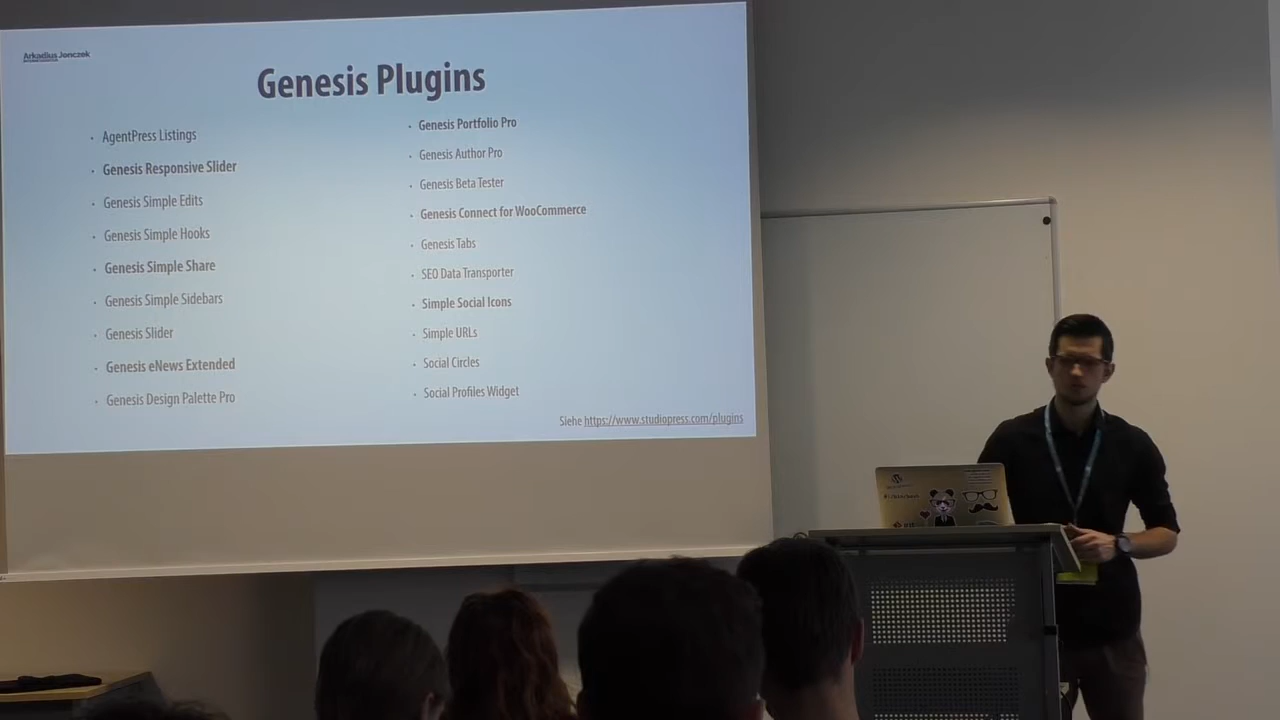 Arkadius Jonczek
Genesis Plugins
AgentPress Listings
Genesis Responsive Slider
Genesis Simple Edits
Genesis Simple Hooks
Genesis Simple Share
Genesis Simple Sidebars
Genesis Slider
Genesis eNews Extended
Genesis Design Palette Pro
Genesis Portfolio Pro
Genesis Author Pro
Genesis Beta Tester
Genesis Connect for WooCommerce
Genesis Tabs
SEO Data Transporter
Simple Social Icons
Simple URLs
Social Circles
Social Profiles Widget
Siehe https://www.studiopress.com/plugins